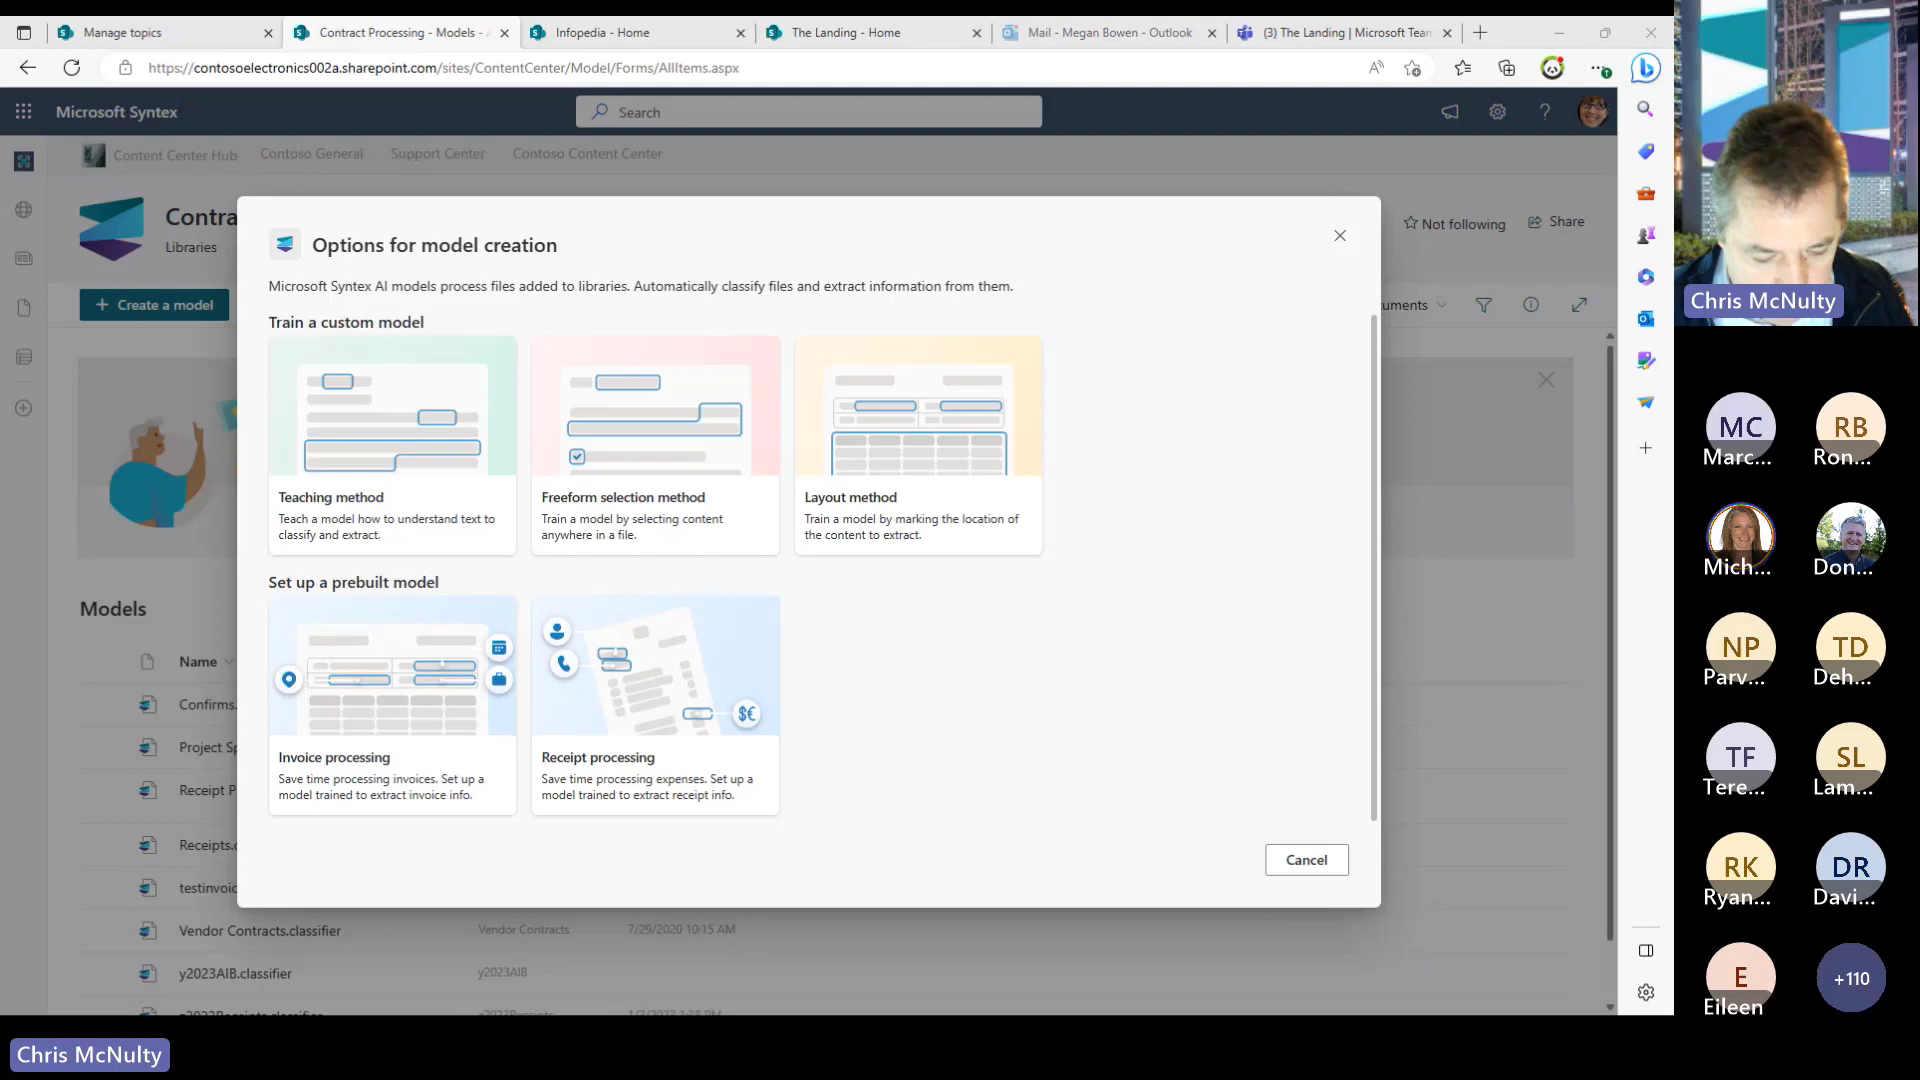 Manage topics
Contract Processing - Models -
Infopedia - Home
The Landing - Home
Mail - Megan Bowen - Outlook
(3) The Landing | Microsoft Team
https://contosoelectronics002a.sharepoint.com/sites/ContentCenter/Model/Forms/AllItems.aspx
Microsoft Syntex
Search
Content Center Hub
Contoso General
Support Center
Contoso Content Center
Contra
Libraries
Not following
Share
Create a model
uments
Options for model creation
Microsoft Syntex AI models process files added to libraries. Automatically classify files and extract information from them.
Train a custom model
Teaching method
Teach a model how to understand text to
classify and extract.
Freeform selection method
Train a model by selecting content
anywhere in a file.
Layout method
Train a model by marking the location of
the content to extract.
Set up a prebuilt model
$€
Invoice processing
Save time processing invoices. Set up a
model trained to extract invoice info.
Receipt processing
Save time processing expenses. Set up a
model trained to extract receipt info.
Cancel
Models
Name
Confirms.
Project Sp
Receipt P
Receipts.c
testinvoic
Vendor Contracts.classifier
Vendor Contracts
7/29/2020 10:15 AM
y2023AIB.classifier
y2023AIB
Chris McNulty
MC
Marc...
RB
Ron...
Mich...
Don...
NP
Parv...
TD
Deh...
TF
Tere...
SL
Lam...
RK
Ryan...
DR
Davi...
E
Eileen
+110
Chris McNulty